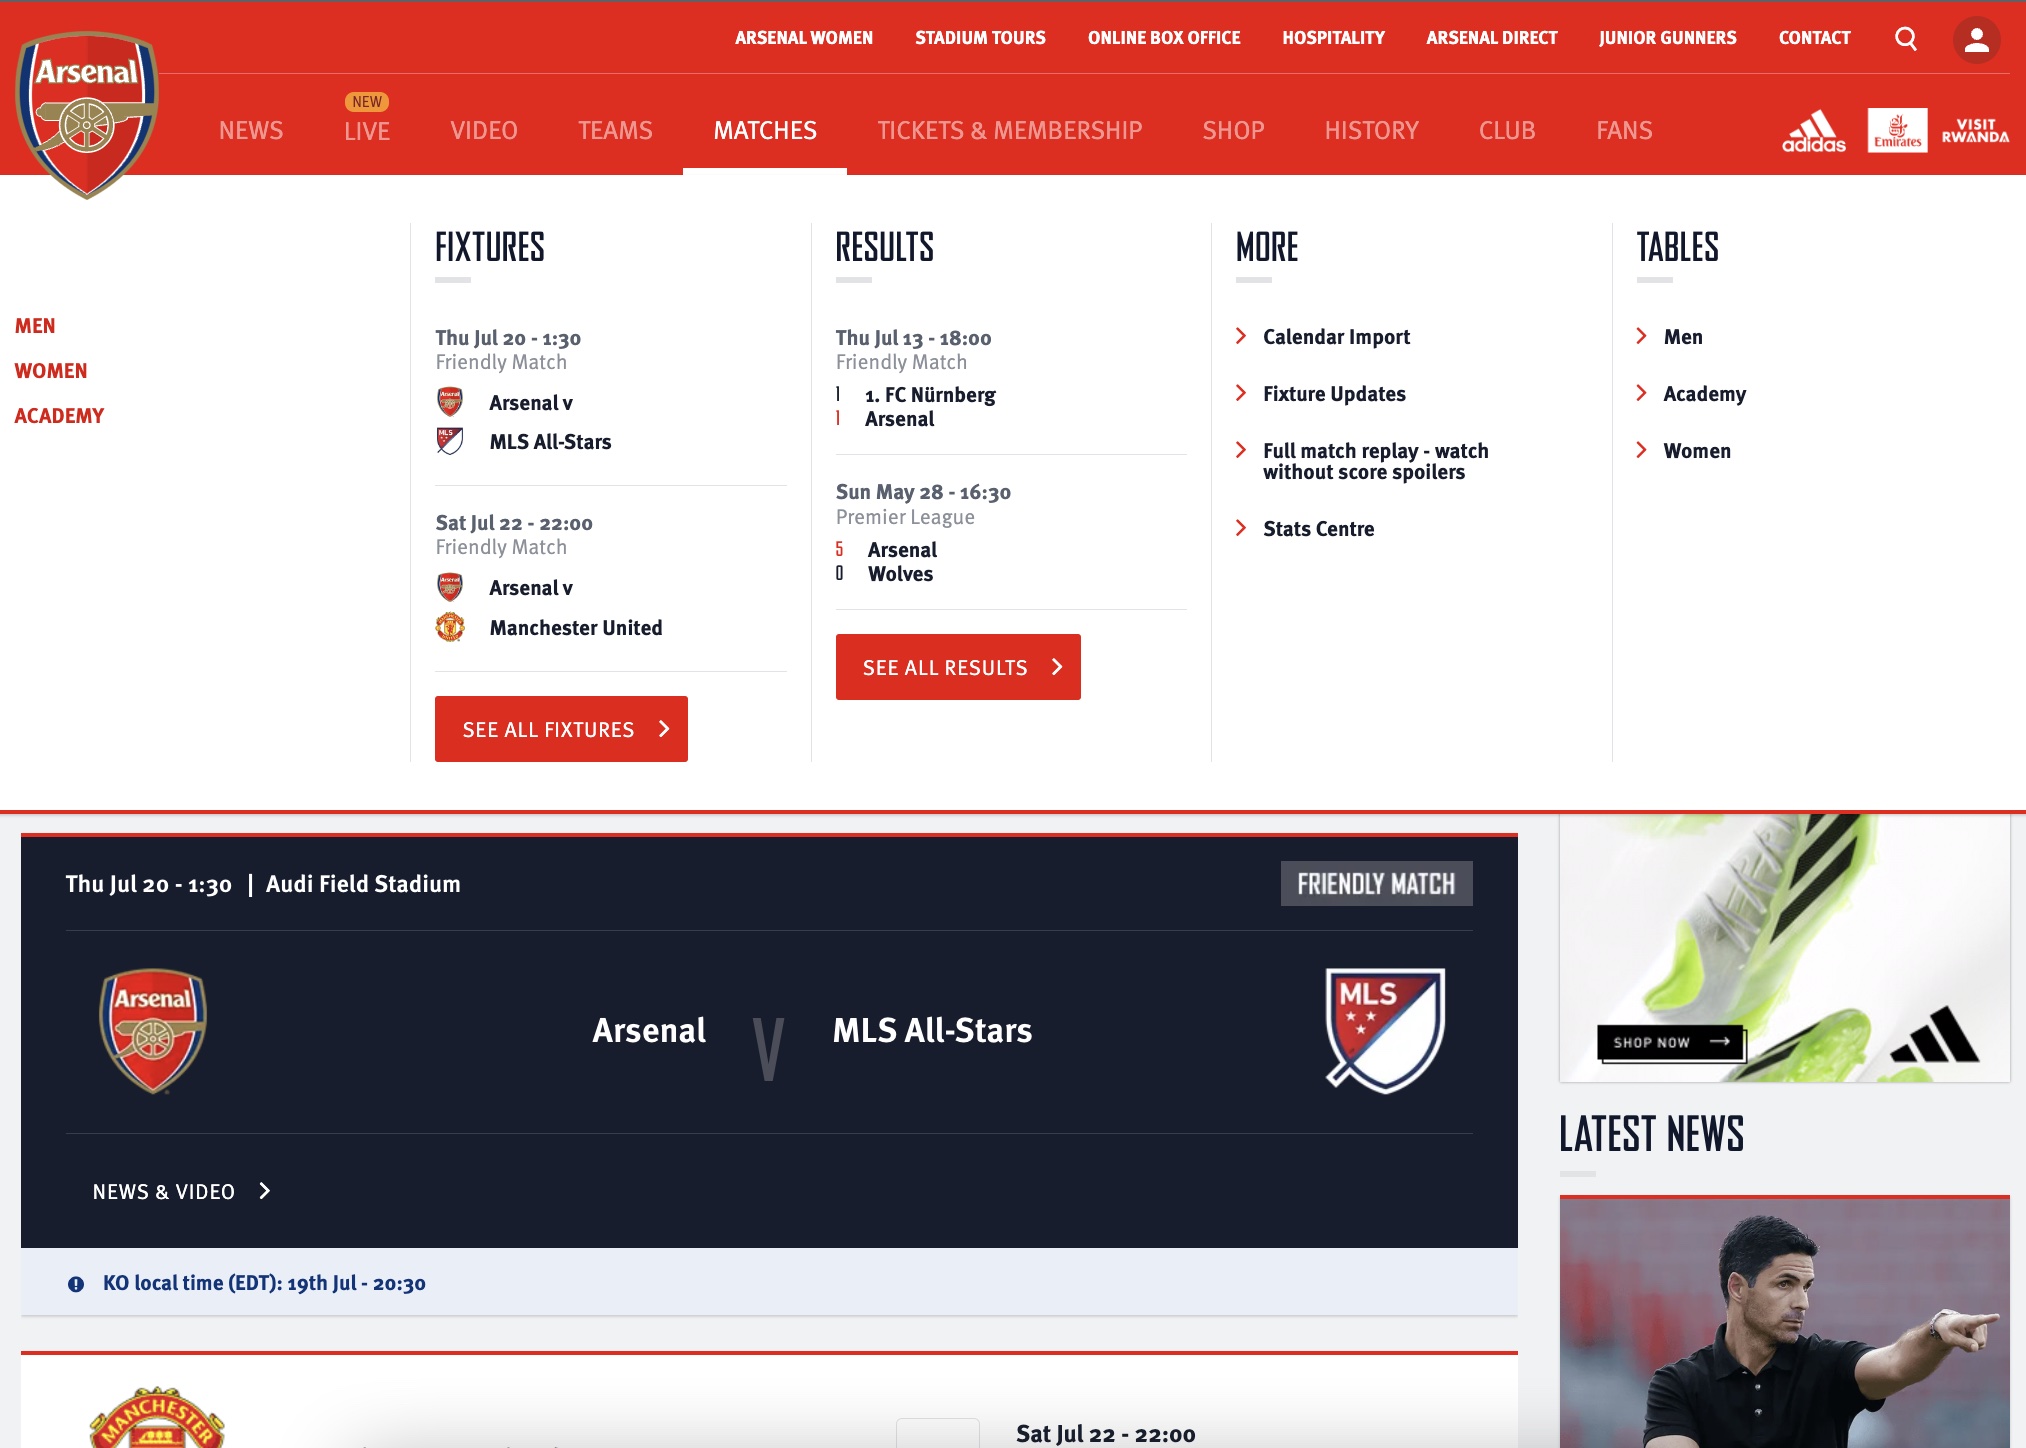 ARSENAL WOMEN
STADIUM TOURS
ONLINE BOX OFFICE
HOSPITALITY
ARSENAL DIRECT
JUNIOR GUNNERS
CONTACT
Arsenal
NEWS
NEW
LIVE
VIDEO
TEAMS
MATCHES
TICKETS & MEMBERSHIP
SHOP
HISTORY
CLUB
FANS
adidas
Emirates
VISIT
RWANDA
MEN
WOMEN
ACADEMY
FIXTURES
Thu Jul 20 - 1:30
Friendly Match
Arsenal
Arsenal v
MLS
MLS All-Stars
Sat Jul 22 - 22:00
Friendly Match
Arsenal
Arsenal v
Manchester United
SEE ALL FIXTURES
RESULTS
Thu Jul 13 - 18:00
Friendly Match
1 1. FC Nürnberg
1 Arsenal
Sun May 28 - 16:30
Premier League
5 Arsenal
0 Wolves
SEE ALL RESULTS
MORE
Calendar Import
Fixture Updates
Full match replay - watch
without score spoilers
Stats Centre
TABLES
Men
Academy
Women
Thu Jul 20 - 1:30 | Audi Field Stadium
FRIENDLY MATCH
Arsenal
Arsenal V MLS All-Stars
MLS
NEWS & VIDEO
KO local time (EDT): 19th Jul - 20:30
MANCHESTER
Sat Jul 22 - 22:00
SHOP NOW
LATEST NEWS